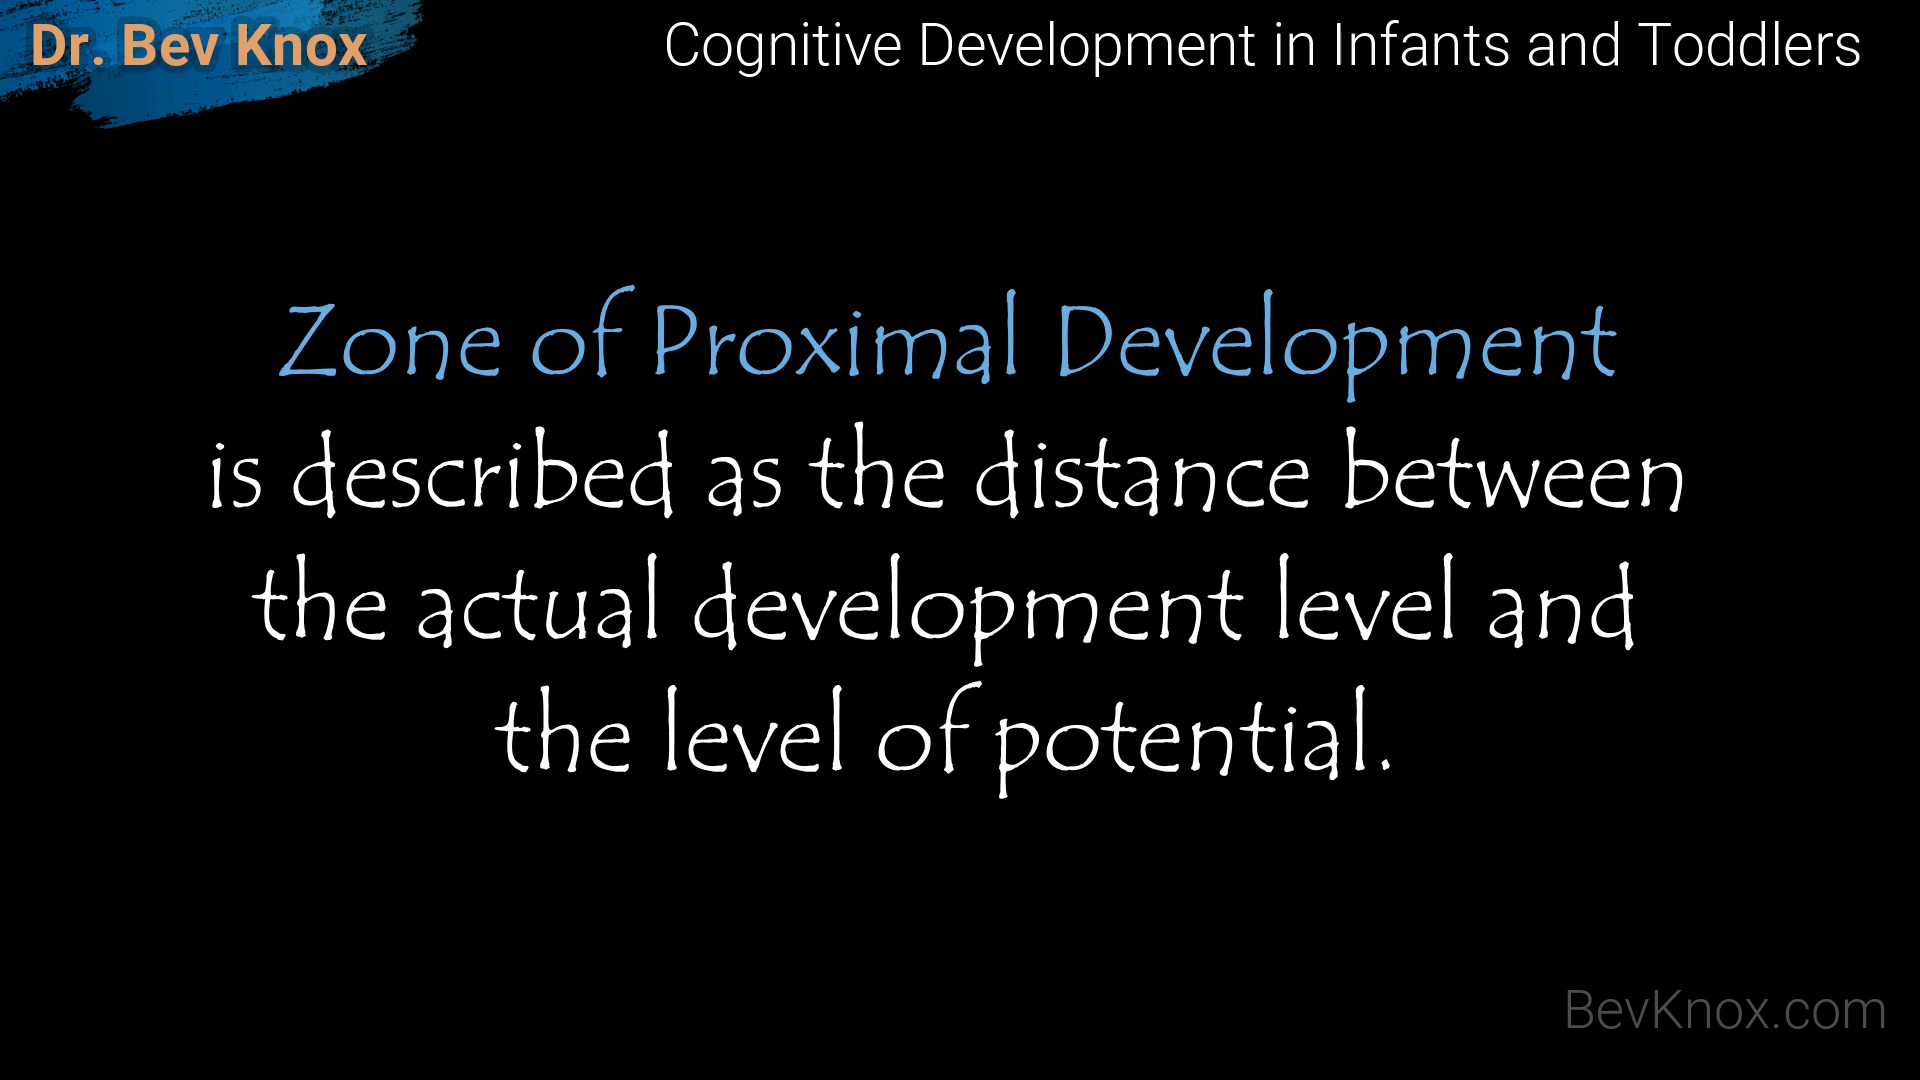 Dr. Bev Knox
Cognitive Development in Infants and Toddlers
Zone of Proximal Development
is described as the distance between
the actual development level and
the level of potential.
BevKnox.com